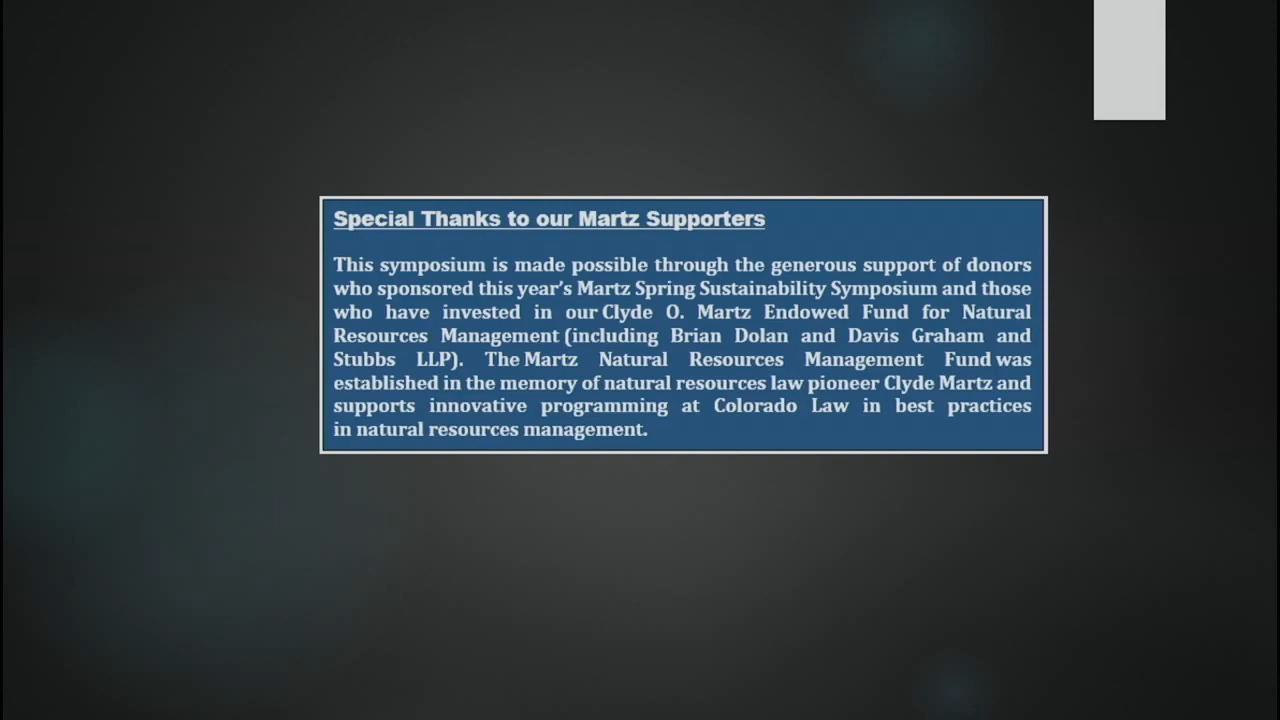 Special Thanks to our Martz Supporters
This symposium is made possible through the generous support of donors
who sponsored this year’s Martz Spring Sustainability Symposium and those
who have invested in our Clyde O. Martz Endowed Fund for Natural
Resources Management (including Brian Dolan and Davis Graham and
Stubbs LLP). The Martz Natural Resources Management Fund was
established in the memory of natural resources law pioneer Clyde Martz and
supports innovative programming at Colorado Law in best practices
in natural resources management.